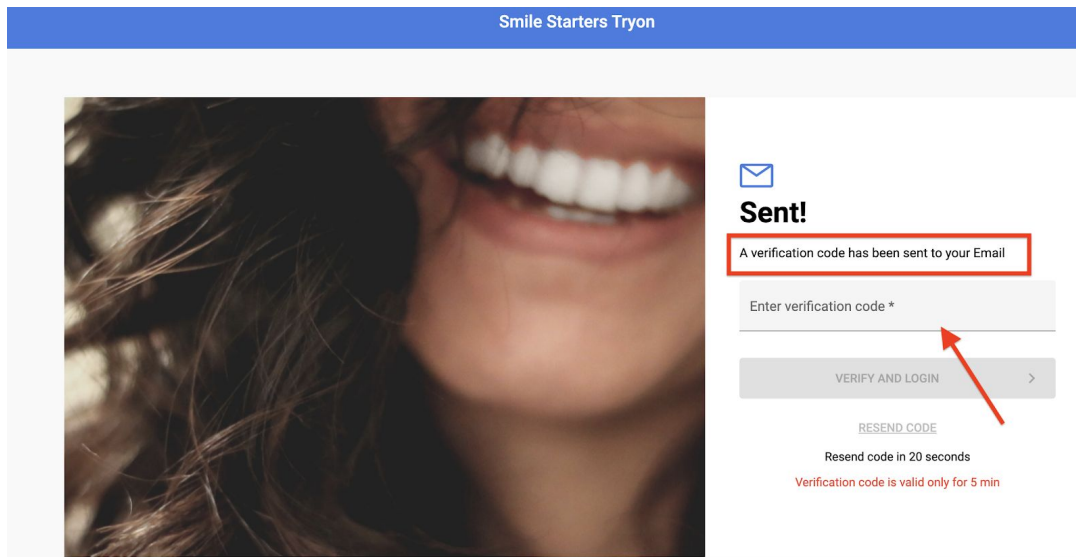 Smile Starters Tryon
Sent!
A verification code has been sent to your Email
Enter verification code *
VERIFY AND LOGIN
RESEND CODE
Resend code in 20 seconds
Verification code is valid only for 5 min